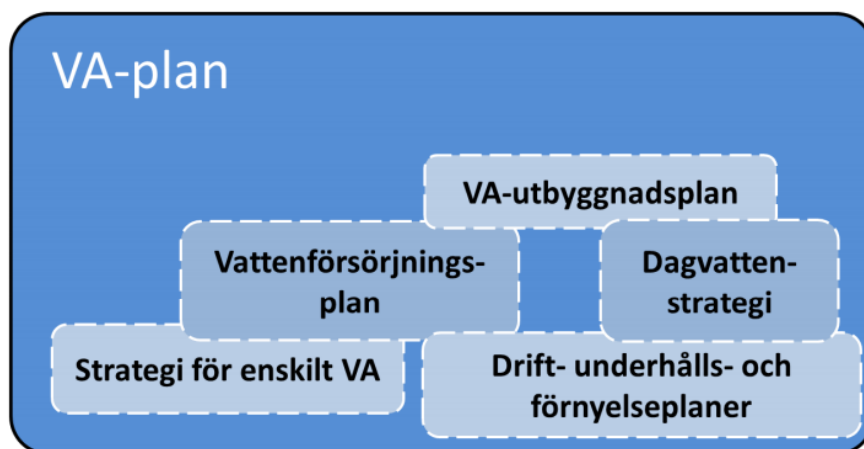 VA-plan
VA-utbyggnadsplan
Vattenförsörjnings-
plan
Dagvatten-
strategi
Strategi för enskilt VA
Drift- underhålls- och
förnyelseplaner